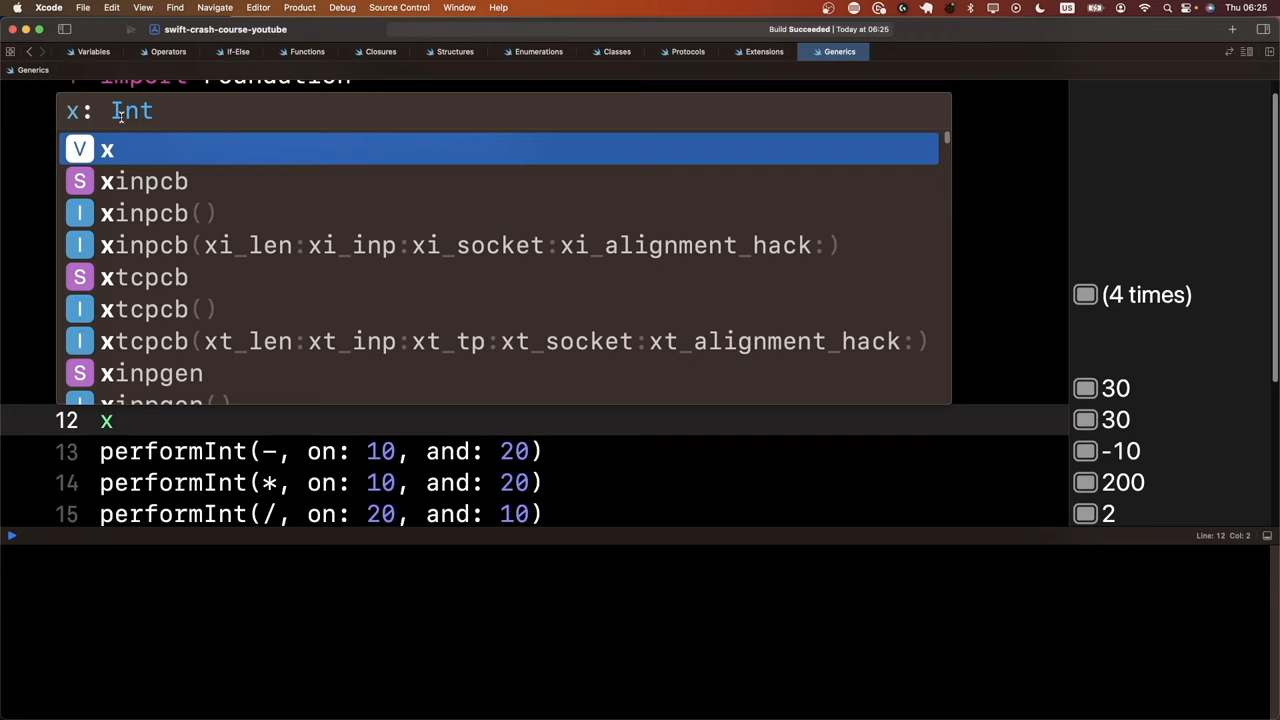 Xcode File Edit View Find Navigate Editor Product Debug Source Control Window Help US Thu 06:25
swift-crash-course-youtube Build Succeeded | Today at 06:25
Variables Operators If-Else Functions Closures Structures Enumerations Classes Protocols Extensions Generics
Generics
import Foundation
x: Int
V x
S xinpcb
I xinpcb()
I xinpcb(xi_len:xi_inp:xi_socket:xi_alignment_hack:)
S xtcpcb
I xtcpcb()
I xtcpcb(xt_len:xt_inp:xt_tp:xt_socket:xt_alignment_hack:)
S xinpgen
I xinpgen()
(4 times)
30
12 x 30
13 performInt(-, on: 10, and: 20) -10
14 performInt(*, on: 10, and: 20) 200
15 performInt(/, on: 20, and: 10) 2
Line: 12 Col: 2